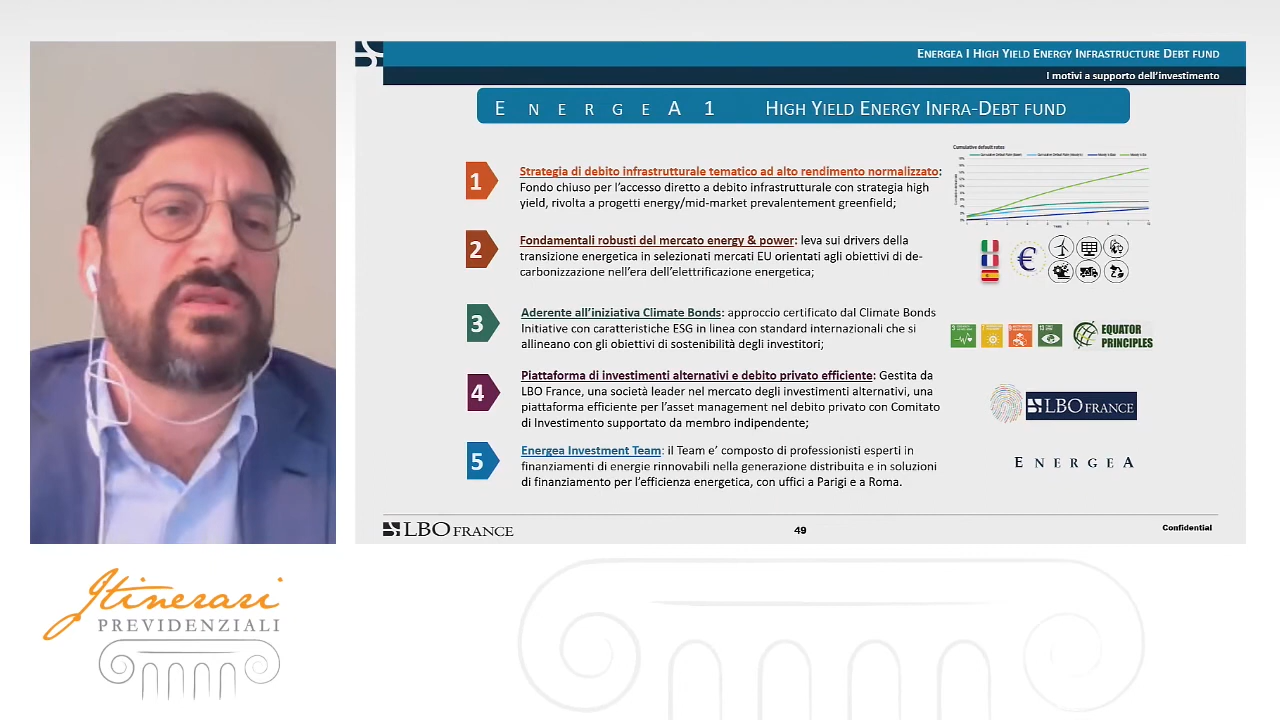 ENERGEA I HIGH YIELD ENERGY INFRASTRUCTURE DEBT FUND
I motivi a supporto dell'investimento
E N E R G E A 1 HIGH YIELD ENERGY INFRA-DEBT FUND
Cumulative default rates
1
Strategia di debito infrastrutturale tematico ad alto rendimento normalizzato:
Fondo chiuso per l'accesso diretto a debito infrastrutturale con strategia high
yield, rivolta a progetti energy/mid-market prevalentemente greenfield;
2
Fondamentali robusti del mercato energy & power: leva sui drivers della
transizione energetica in selezionati mercati EU orientati agli obiettivi di de-
carbonizzazione nell'era dell'elettrificazione energetica;
€
3
Aderente all'iniziativa Climate Bonds: approccio certificato dal Climate Bonds
Initiative con caratteristiche ESG in linea con standard internazionali che si
allineano con gli obiettivi di sostenibilità degli investitori;
EQUATOR
PRINCIPLES
4
Piattaforma di investimenti alternativi e debito privato efficiente: Gestita da
LBO France, una società leader nel mercato degli investimenti alternativi, una
piattaforma efficiente per l'asset management nel debito privato con Comitato
di Investimento supportato da membro indipendente;
LBO FRANCE
5
Energea Investment Team: il Team e' composto di professionisti esperti in
finanziamenti di energie rinnovabili nella generazione distribuita e in soluzioni
di finanziamento per l'efficienza energetica, con uffici a Parigi e a Roma.
E N E R G E A
LBO FRANCE
49
Confidential
Itinerari
PREVIDENZIALI